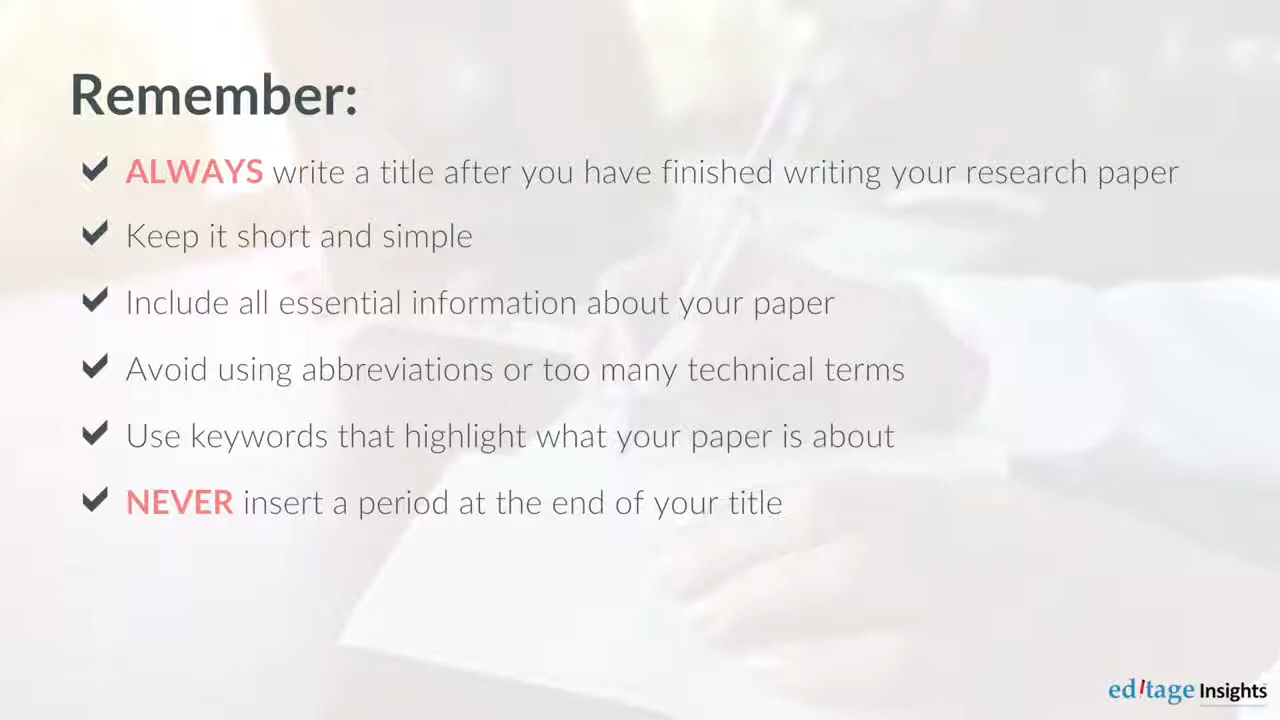 Remember:
ALWAYS write a title after you have finished writing your research paper
Keep it short and simple
Include all essential information about your paper
Avoid using abbreviations or too many technical terms
Use keywords that highlight what your paper is about
NEVER insert a period at the end of your title
editage Insights